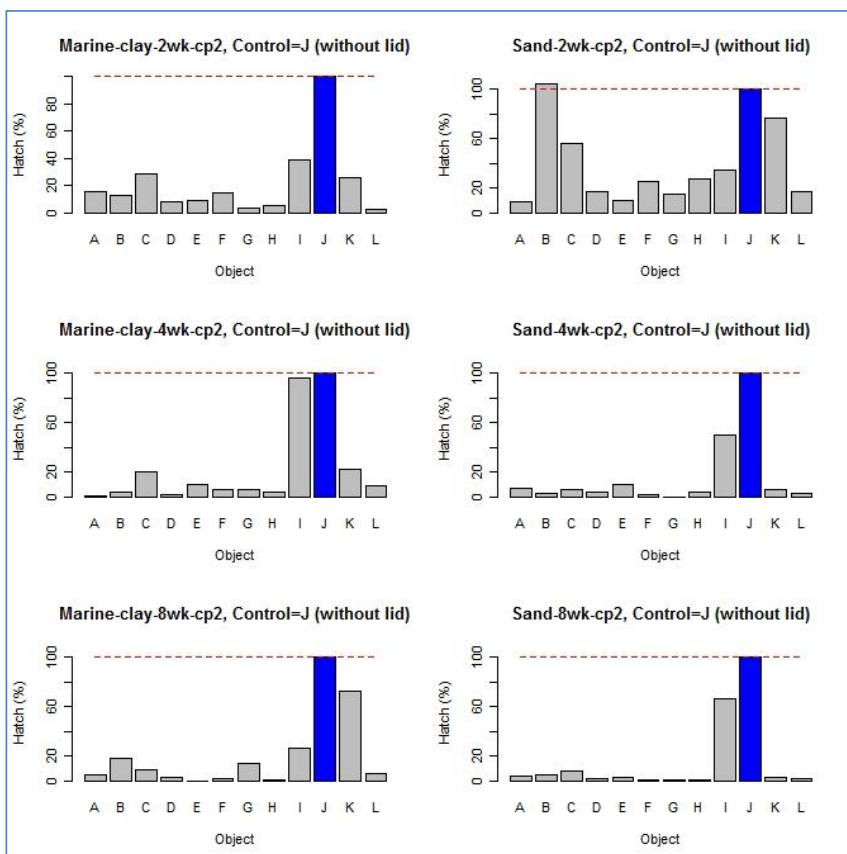 Marine-clay-2wk-cp2, Control=J (without lid)
Hatch (%)
0 20 40 60 80
A B C D E F G H I J K L
Object
Sand-2wk-cp2, Control=J (without lid)
Hatch (%)
0 20 60 100
A B C D E F G H I J K L
Object
Marine-clay-4wk-cp2, Control=J (without lid)
Hatch (%)
0 20 60 100
A B C D E F G H I J K L
Object
Sand-4wk-cp2, Control=J (without lid)
Hatch (%)
0 20 60 100
A B C D E F G H I J K L
Object
Marine-clay-8wk-cp2, Control=J (without lid)
Hatch (%)
0 20 60 100
A B C D E F G H I J K L
Object
Sand-8wk-cp2, Control=J (without lid)
Hatch (%)
0 20 60 100
A B C D E F G H I J K L
Object